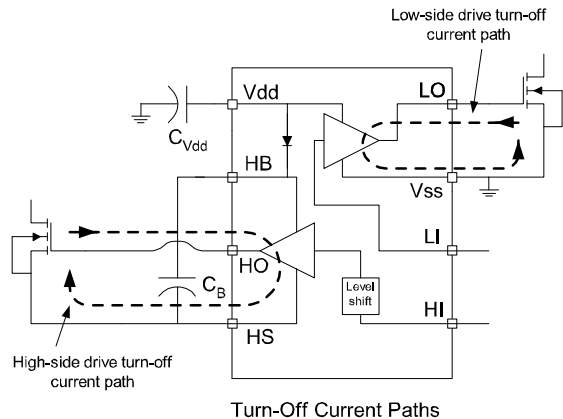 Low-side drive turn-off
current path
Vdd
LO
C_Vdd
HB
Vss
HO
LI
C_B
Level
shift
HI
HS
High-side drive turn-off
current path
Turn-Off Current Paths